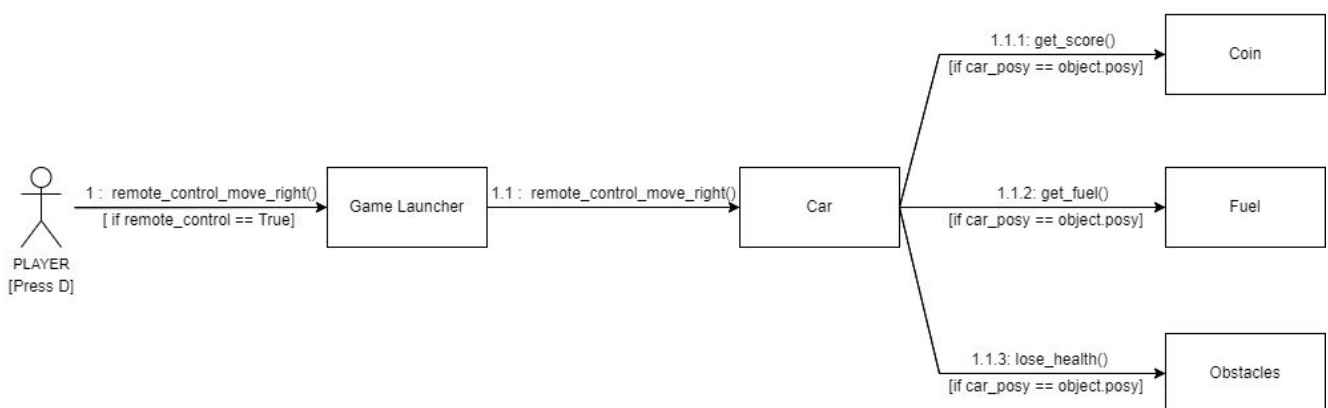 1.1.1: get_score()
[if car_posy == object.posy]
Coin
1 :  remote_control_move_right()
[ if remote_control == True]
Game Launcher
1.1 :  remote_control_move_right()
Car
1.1.2: get_fuel()
[if car_posy == object.posy]
Fuel
PLAYER
[Press D]
1.1.3: lose_health()
[if car_posy == object.posy]
Obstacles